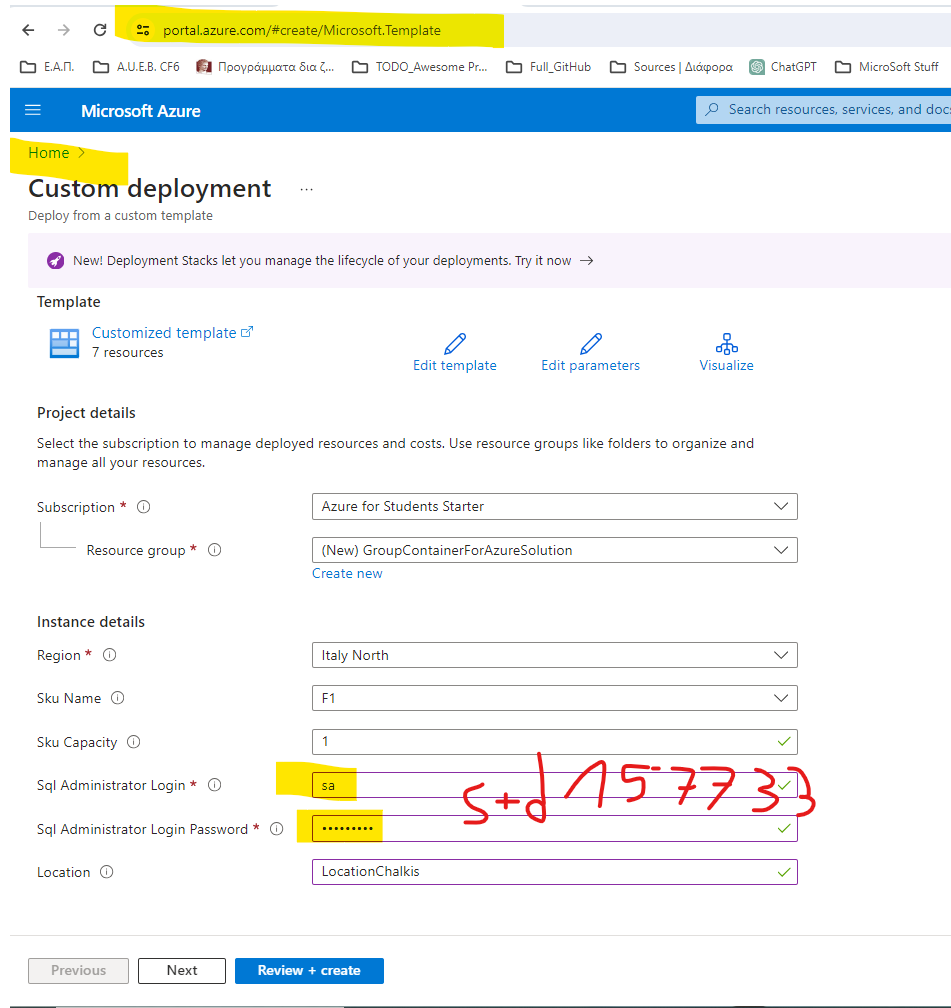 portal.azure.com/#create/Microsoft.Template
Ε.Α.Π. A.U.E.B. CF6 Προγράμματα δια ζ... TODO_Awesome Pr... Full_GitHub Sources | Διάφορα ChatGPT MicroSoft Stuff
Microsoft Azure Search resources, services, and doc
Home >
Custom deployment ...
Deploy from a custom template
New! Deployment Stacks let you manage the lifecycle of your deployments. Try it now →
Template
Customized template
7 resources
Edit template Edit parameters Visualize
Project details
Select the subscription to manage deployed resources and costs. Use resource groups like folders to organize and
manage all your resources.
Subscription * Azure for Students Starter
Resource group * (New) GroupContainerForAzureSolution
Create new
Instance details
Region * Italy North
Sku Name F1
Sku Capacity 1
Sql Administrator Login * sa
std157733
Sql Administrator Login Password * •••••••••
Location LocationChalkis
Previous Next Review + create